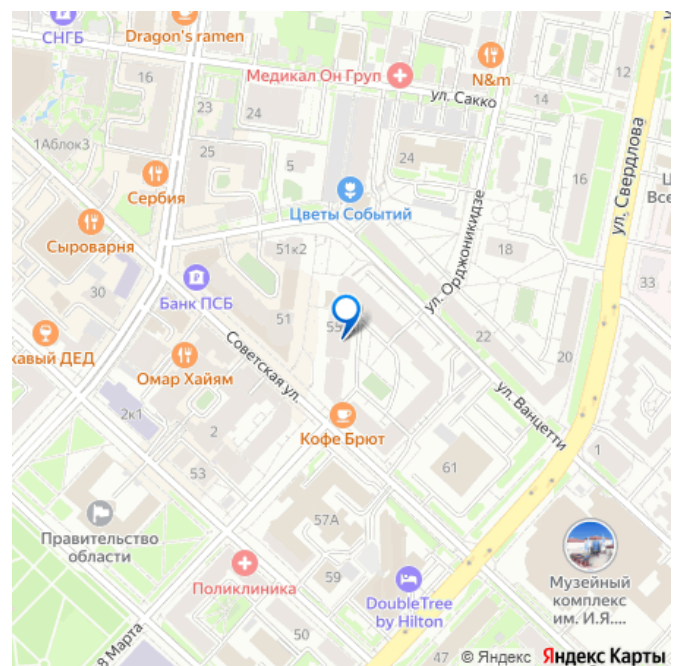 СНГБ
Dragon's ramen
16
23
24
Медикал Он Груп
N&m
ул. Сакко
14
12
1Аблок3
25
5
24
16
ул. Свердлова
Сербия
Цветы Событий
Ц
Все
Сыроварня
51к2
18
ул. Орджоникидзе
33
30
Банк ПСБ
51
55
22
20
кавый ДЕД
Омар Хайям
Советская ул.
ул. Ванцетти
2к1
2
Кофе Брют
53
61
1
57А
Правительство
области
Поликлиника
59
DoubleTree
by Hilton
Музейный
комплекс
им. И.Я....
8 Марта
50
47
© Яндекс Яндекс Карты